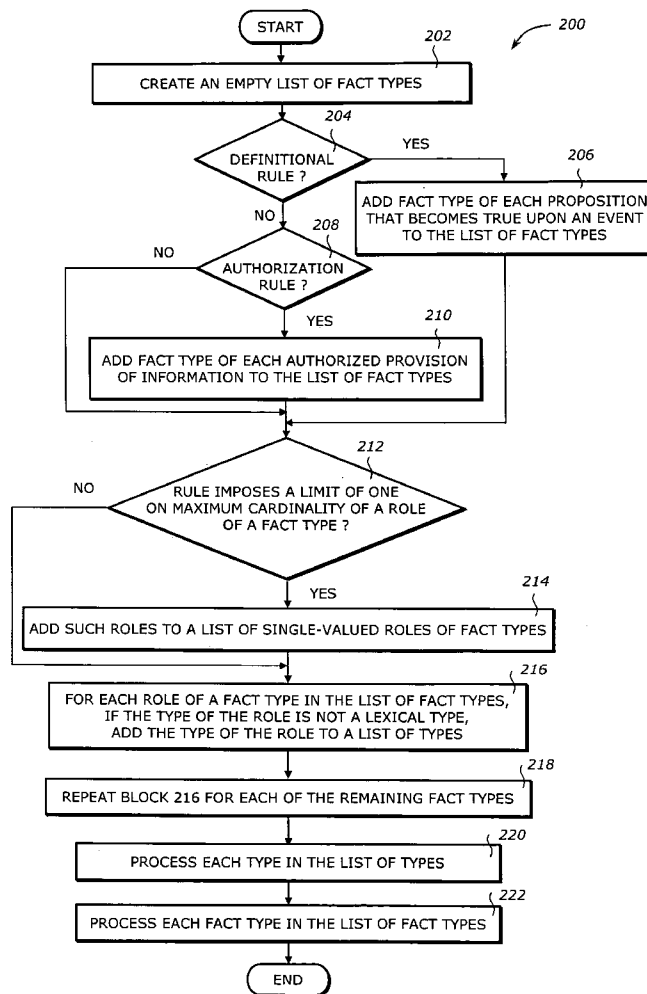 START
200
202
CREATE AN EMPTY LIST OF FACT TYPES
204
DEFINITIONAL
RULE ?
YES
206
ADD FACT TYPE OF EACH PROPOSITION
THAT BECOMES TRUE UPON AN EVENT
TO THE LIST OF FACT TYPES
NO
208
AUTHORIZATION
RULE ?
NO
YES
210
ADD FACT TYPE OF EACH AUTHORIZED PROVISION
OF INFORMATION TO THE LIST OF FACT TYPES
212
RULE IMPOSES A LIMIT OF ONE
ON MAXIMUM CARDINALITY OF A ROLE
OF A FACT TYPE ?
NO
YES
214
ADD SUCH ROLES TO A LIST OF SINGLE-VALUED ROLES OF FACT TYPES
216
FOR EACH ROLE OF A FACT TYPE IN THE LIST OF FACT TYPES,
IF THE TYPE OF THE ROLE IS NOT A LEXICAL TYPE,
ADD THE TYPE OF THE ROLE TO A LIST OF TYPES
218
REPEAT BLOCK 216 FOR EACH OF THE REMAINING FACT TYPES
220
PROCESS EACH TYPE IN THE LIST OF TYPES
222
PROCESS EACH FACT TYPE IN THE LIST OF FACT TYPES
END